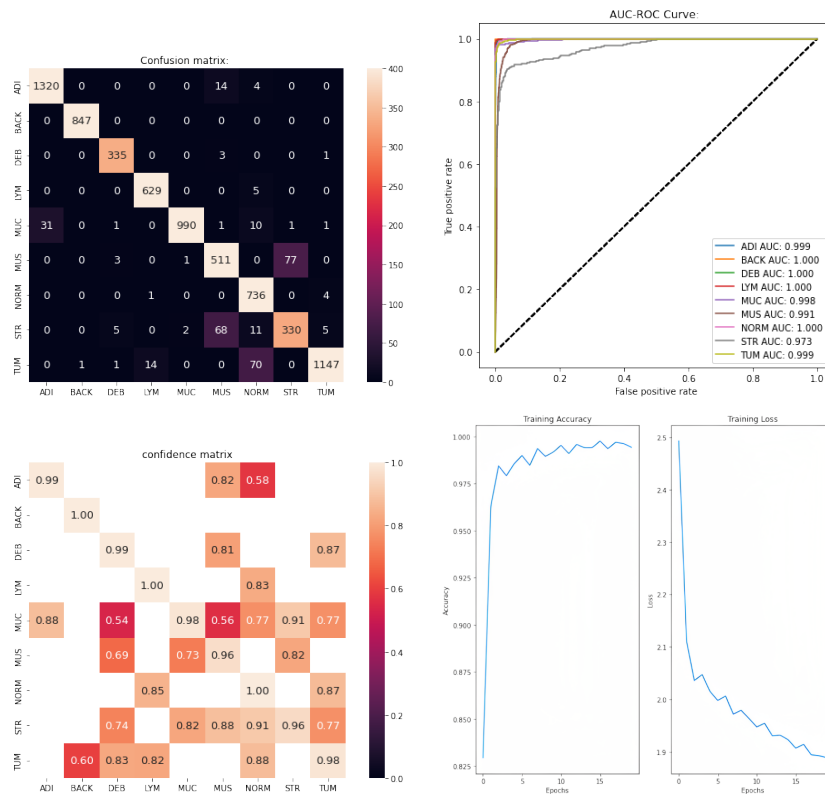 Confusion matrix:
ADI 1320 0 0 0 0 14 4 0 0
BACK 0 847 0 0 0 0 0 0 0
DEB 0 0 335 0 0 3 0 0 1
LYM 0 0 0 629 0 0 5 0 0
MUC 31 0 1 0 990 1 10 1 1
MUS 0 0 3 0 1 511 0 77 0
NORM 0 0 0 1 0 0 736 0 4
STR 0 0 5 0 2 68 11 330 5
TUM 0 1 1 14 0 0 70 0 1147
ADI BACK DEB LYM MUC MUS NORM STR TUM
400
350
300
250
200
150
100
50
0
AUC-ROC Curve:
True positive rate
1.0
0.8
0.6
0.4
0.2
0.0
ADI AUC: 0.999
BACK AUC: 1.000
DEB AUC: 1.000
LYM AUC: 1.000
MUC AUC: 0.998
MUS AUC: 0.991
NORM AUC: 1.000
STR AUC: 0.973
TUM AUC: 0.999
0.0 0.2 0.4 0.6 0.8 1.0
False positive rate
confidence matrix
ADI 0.99 0.82 0.58
BACK 1.00
DEB 0.99 0.81 0.87
LYM 1.00 0.83
MUC 0.88 0.54 0.98 0.56 0.77 0.91 0.77
MUS 0.69 0.73 0.96 0.82
NORM 0.85 1.00 0.87
STR 0.74 0.82 0.88 0.91 0.96 0.77
TUM 0.60 0.83 0.82 0.88 0.98
ADI BACK DEB LYM MUC MUS NORM STR TUM
1.0
0.8
0.6
0.4
0.2
0.0
Training Accuracy
Accuracy
1.000
0.975
0.950
0.925
0.900
0.875
0.850
0.825
0 5 10 15
Epochs
Training Loss
Loss
2.5
2.4
2.3
2.2
2.1
2.0
1.9
0 5 10 15
Epochs